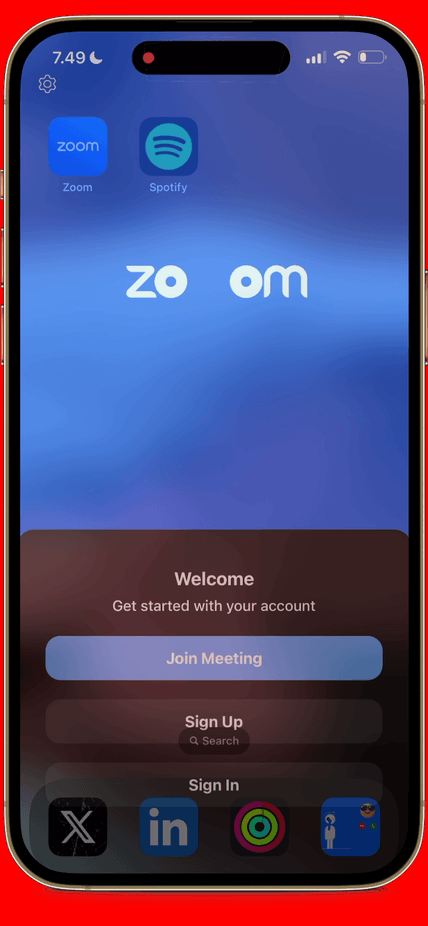 7.49
zoom
Zoom
Spotify
zo om
Welcome
Get started with your account
Join Meeting
Sign Up
Search
Sign In
X
in